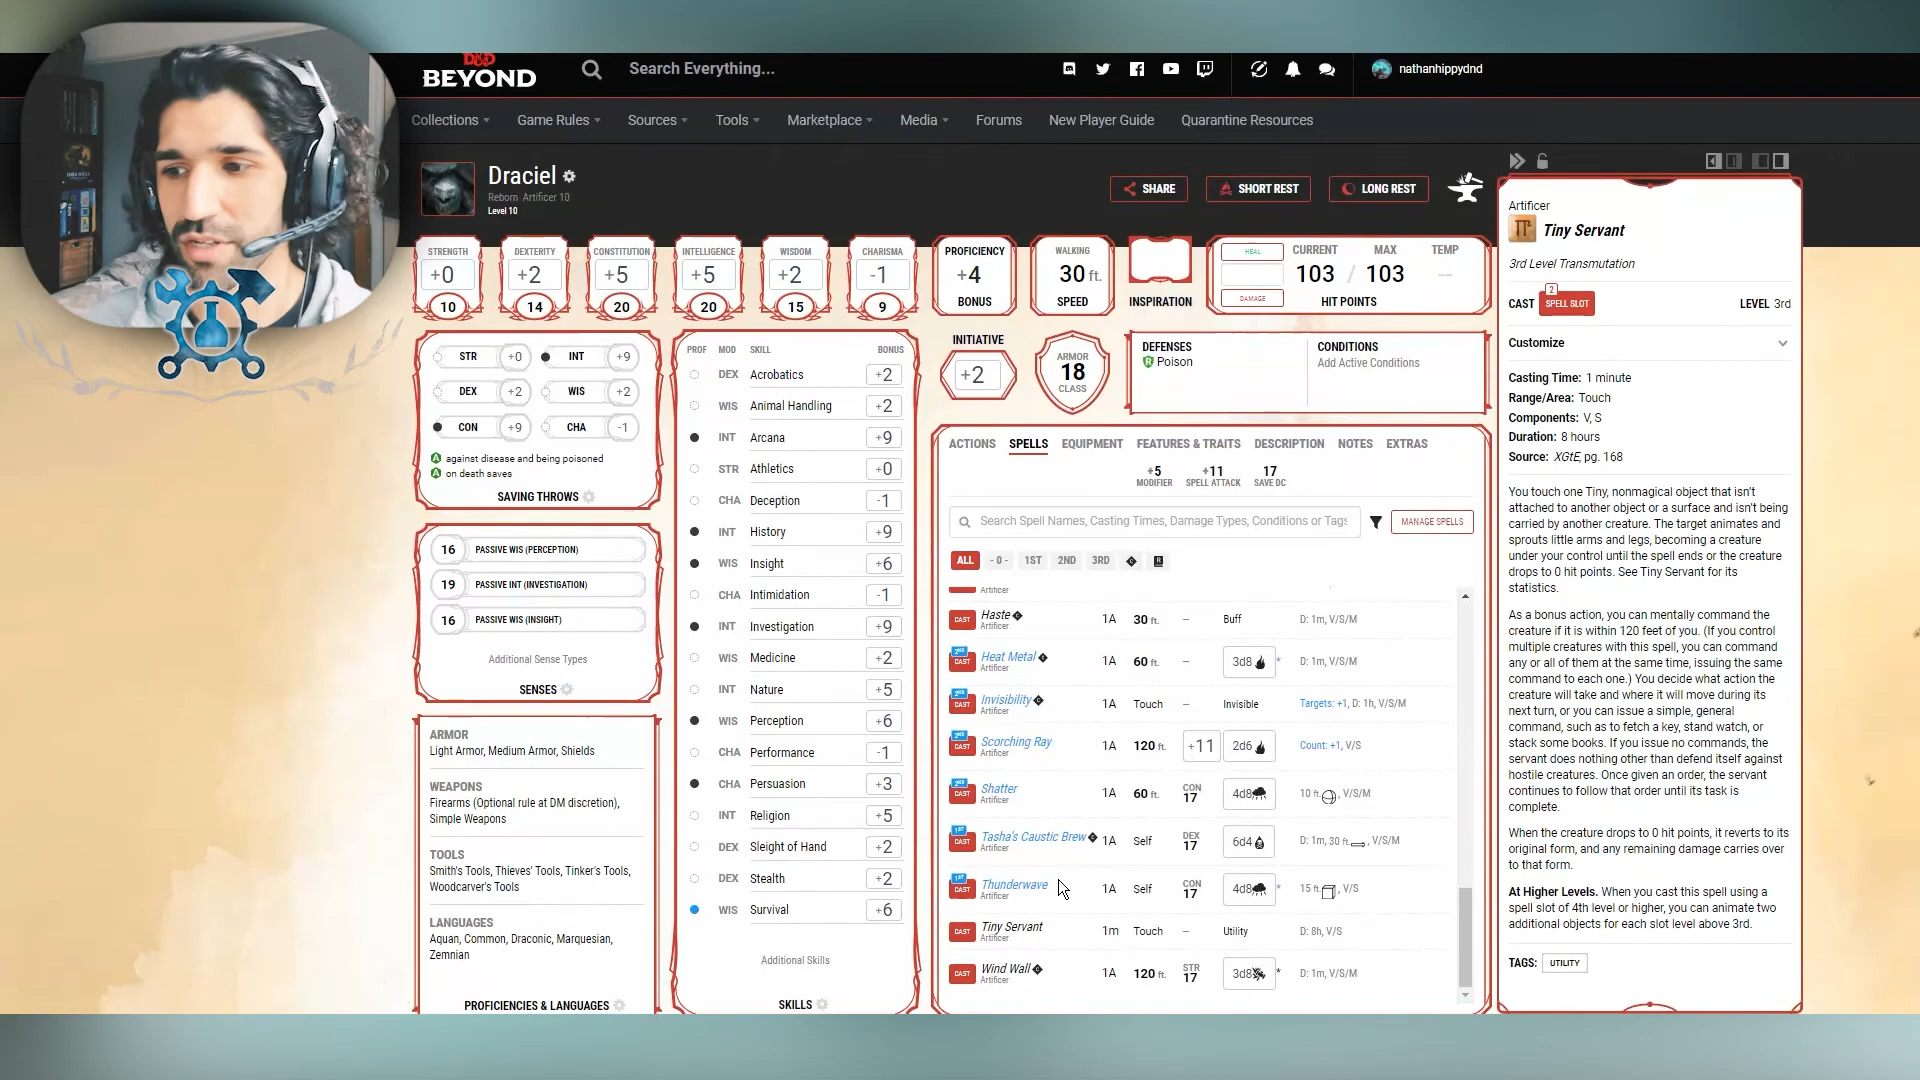 D&D
BEYOND
Search Everything...
nathanhippydnd
Collections
Game Rules
Sources
Tools
Marketplace
Media
Forums
New Player Guide
Quarantine Resources
Draciel
Reborn Artificer 10
Level 10
SHARE
SHORT REST
LONG REST
STRENGTH
+0
10
DEXTERITY
+2
14
CONSTITUTION
+5
20
INTELLIGENCE
+5
20
WISDOM
+2
15
CHARISMA
-1
9
PROFICIENCY
+4
BONUS
WALKING
30 ft.
SPEED
INSPIRATION
HEAL
DAMAGE
CURRENT MAX TEMP
103 / 103 --
HIT POINTS
STR +0 INT +9
DEX +2 WIS +2
CON +9 CHA -1
against disease and being poisoned
on death saves
SAVING THROWS
16 PASSIVE WIS (PERCEPTION)
19 PASSIVE INT (INVESTIGATION)
16 PASSIVE WIS (INSIGHT)
Additional Sense Types
SENSES
ARMOR
Light Armor, Medium Armor, Shields
WEAPONS
Firearms (Optional rule at DM discretion),
Simple Weapons
TOOLS
Smith's Tools, Thieves' Tools, Tinker's Tools,
Woodcarver's Tools
LANGUAGES
Aquan, Common, Draconic, Marquesian,
Zemnian
PROFICIENCIES & LANGUAGES
PROF MOD SKILL BONUS
DEX Acrobatics +2
WIS Animal Handling +2
INT Arcana +9
STR Athletics +0
CHA Deception -1
INT History +9
WIS Insight +6
CHA Intimidation -1
INT Investigation +9
WIS Medicine +2
INT Nature +5
WIS Perception +6
CHA Performance -1
CHA Persuasion +3
INT Religion +5
DEX Sleight of Hand +2
DEX Stealth +2
WIS Survival +6
Additional Skills
SKILLS
INITIATIVE
+2
ARMOR
18
CLASS
DEFENSES
Poison
CONDITIONS
Add Active Conditions
ACTIONS SPELLS EQUIPMENT FEATURES & TRAITS DESCRIPTION NOTES EXTRAS
+5 +11 17
MODIFIER SPELL ATTACK SAVE DC
Search Spell Names, Casting Times, Damage Types, Conditions or Tags
MANAGE SPELLS
ALL - 0 - 1ST 2ND 3RD
Artificer
CAST Haste 1A 30 ft. – Buff D: 1m, V/S/M
Artificer
2ND CAST Heat Metal 1A 60 ft. – 3d8 * D: 1m, V/S/M
Artificer
2ND CAST Invisibility 1A Touch – Invisible Targets: +1, D: 1h, V/S/M
Artificer
2ND CAST Scorching Ray 1A 120 ft. +11 2d6 Count: +1, V/S
Artificer
2ND CAST Shatter 1A 60 ft. CON 17 4d8 10 ft. , V/S/M
Artificer
1ST CAST Tasha's Caustic Brew 1A Self DEX 17 6d4 D: 1m, 30 ft. , V/S/M
Artificer
1ST CAST Thunderwave 1A Self CON 17 4d8 * 15 ft. , V/S
Artificer
CAST Tiny Servant 1m Touch – Utility D: 8h, V/S
Artificer
CAST Wind Wall 1A 120 ft. STR 17 3d8 * D: 1m, V/S/M
Artificer
Artificer
Tiny Servant
3rd Level Transmutation
CAST 2 SPELL SLOT LEVEL 3rd
Customize
Casting Time: 1 minute
Range/Area: Touch
Components: V, S
Duration: 8 hours
Source: XGtE, pg. 168
You touch one Tiny, nonmagical object that isn't
attached to another object or a surface and isn't being
carried by another creature. The target animates and
sprouts little arms and legs, becoming a creature
under your control until the spell ends or the creature
drops to 0 hit points. See Tiny Servant for its
statistics.
As a bonus action, you can mentally command the
creature if it is within 120 feet of you. (If you control
multiple creatures with this spell, you can command
any or all of them at the same time, issuing the same
command to each one.) You decide what action the
creature will take and where it will move during its
next turn, or you can issue a simple, general
command, such as to fetch a key, stand watch, or
stack some books. If you issue no commands, the
servant does nothing other than defend itself against
hostile creatures. Once given an order, the servant
continues to follow that order until its task is
complete.
When the creature drops to 0 hit points, it reverts to its
original form, and any remaining damage carries over
to that form.
At Higher Levels. When you cast this spell using a
spell slot of 4th level or higher, you can animate two
additional objects for each slot level above 3rd.
TAGS: UTILITY